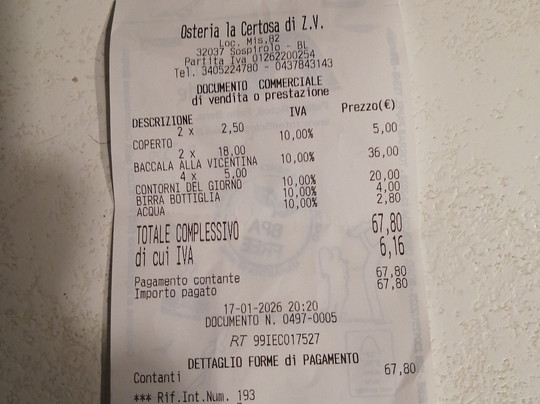 Osteria la Certosa di Z.V.
Loc. Mis,82
32037 Sospirolo - BL
Partita Iva 01262200254
Tel. 3405224780 - 0437843143
DOCUMENTO COMMERCIALE
di vendita o prestazione
DESCRIZIONE IVA Prezzo(€)
2 x 2,50
COPERTO 10,00% 5,00
2 x 18,00
BACCALA ALLA VICENTINA 10,00% 36,00
4 x 5,00
CONTORNI DEL GIORNO 10,00% 20,00
BIRRA BOTTIGLIA 10,00% 4,00
ACQUA 10,00% 2,80
TOTALE COMPLESSIVO 67,80
di cui IVA 6,16
Pagamento contante 67,80
Importo pagato 67,80
17-01-2026 20:20
DOCUMENTO N. 0497-0005
RT 99IEC017527
DETTAGLIO FORME di PAGAMENTO
Contanti 67,80
*** Rif.Int.Num. 193